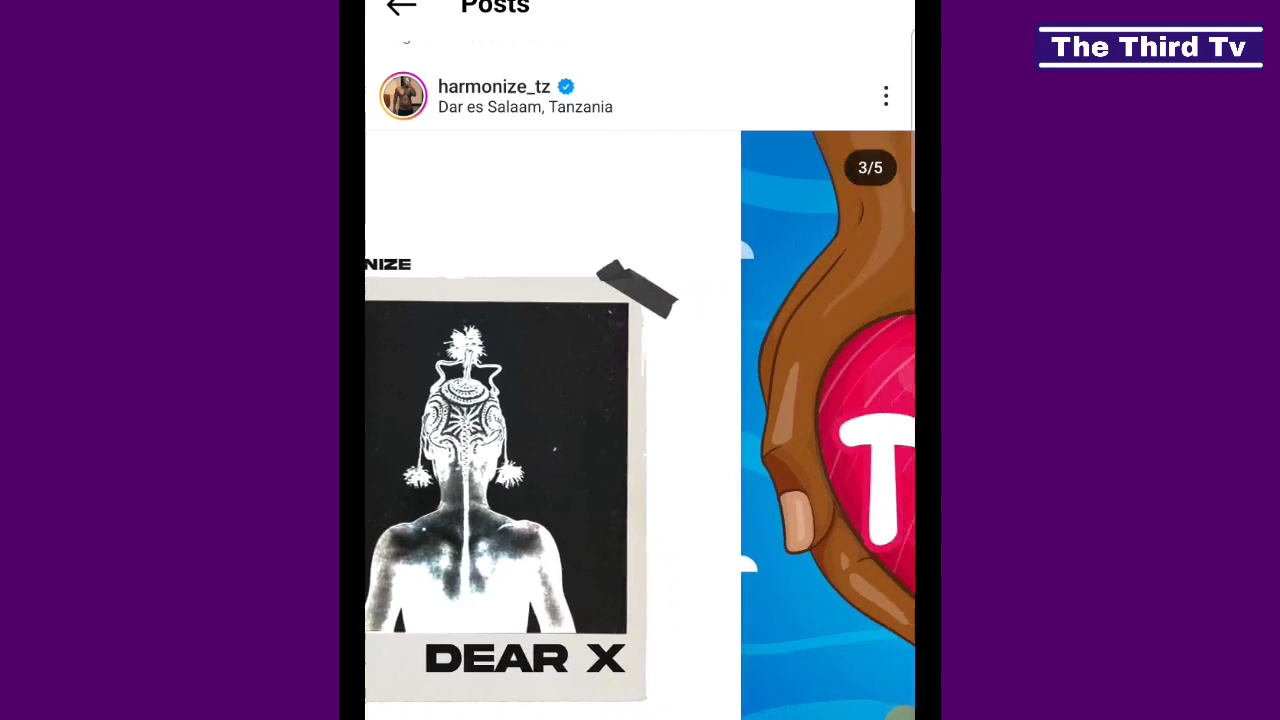 Posts
The Third Tv
harmonize_tz
Dar es Salaam, Tanzania
3/5
NIZE
T
DEAR X